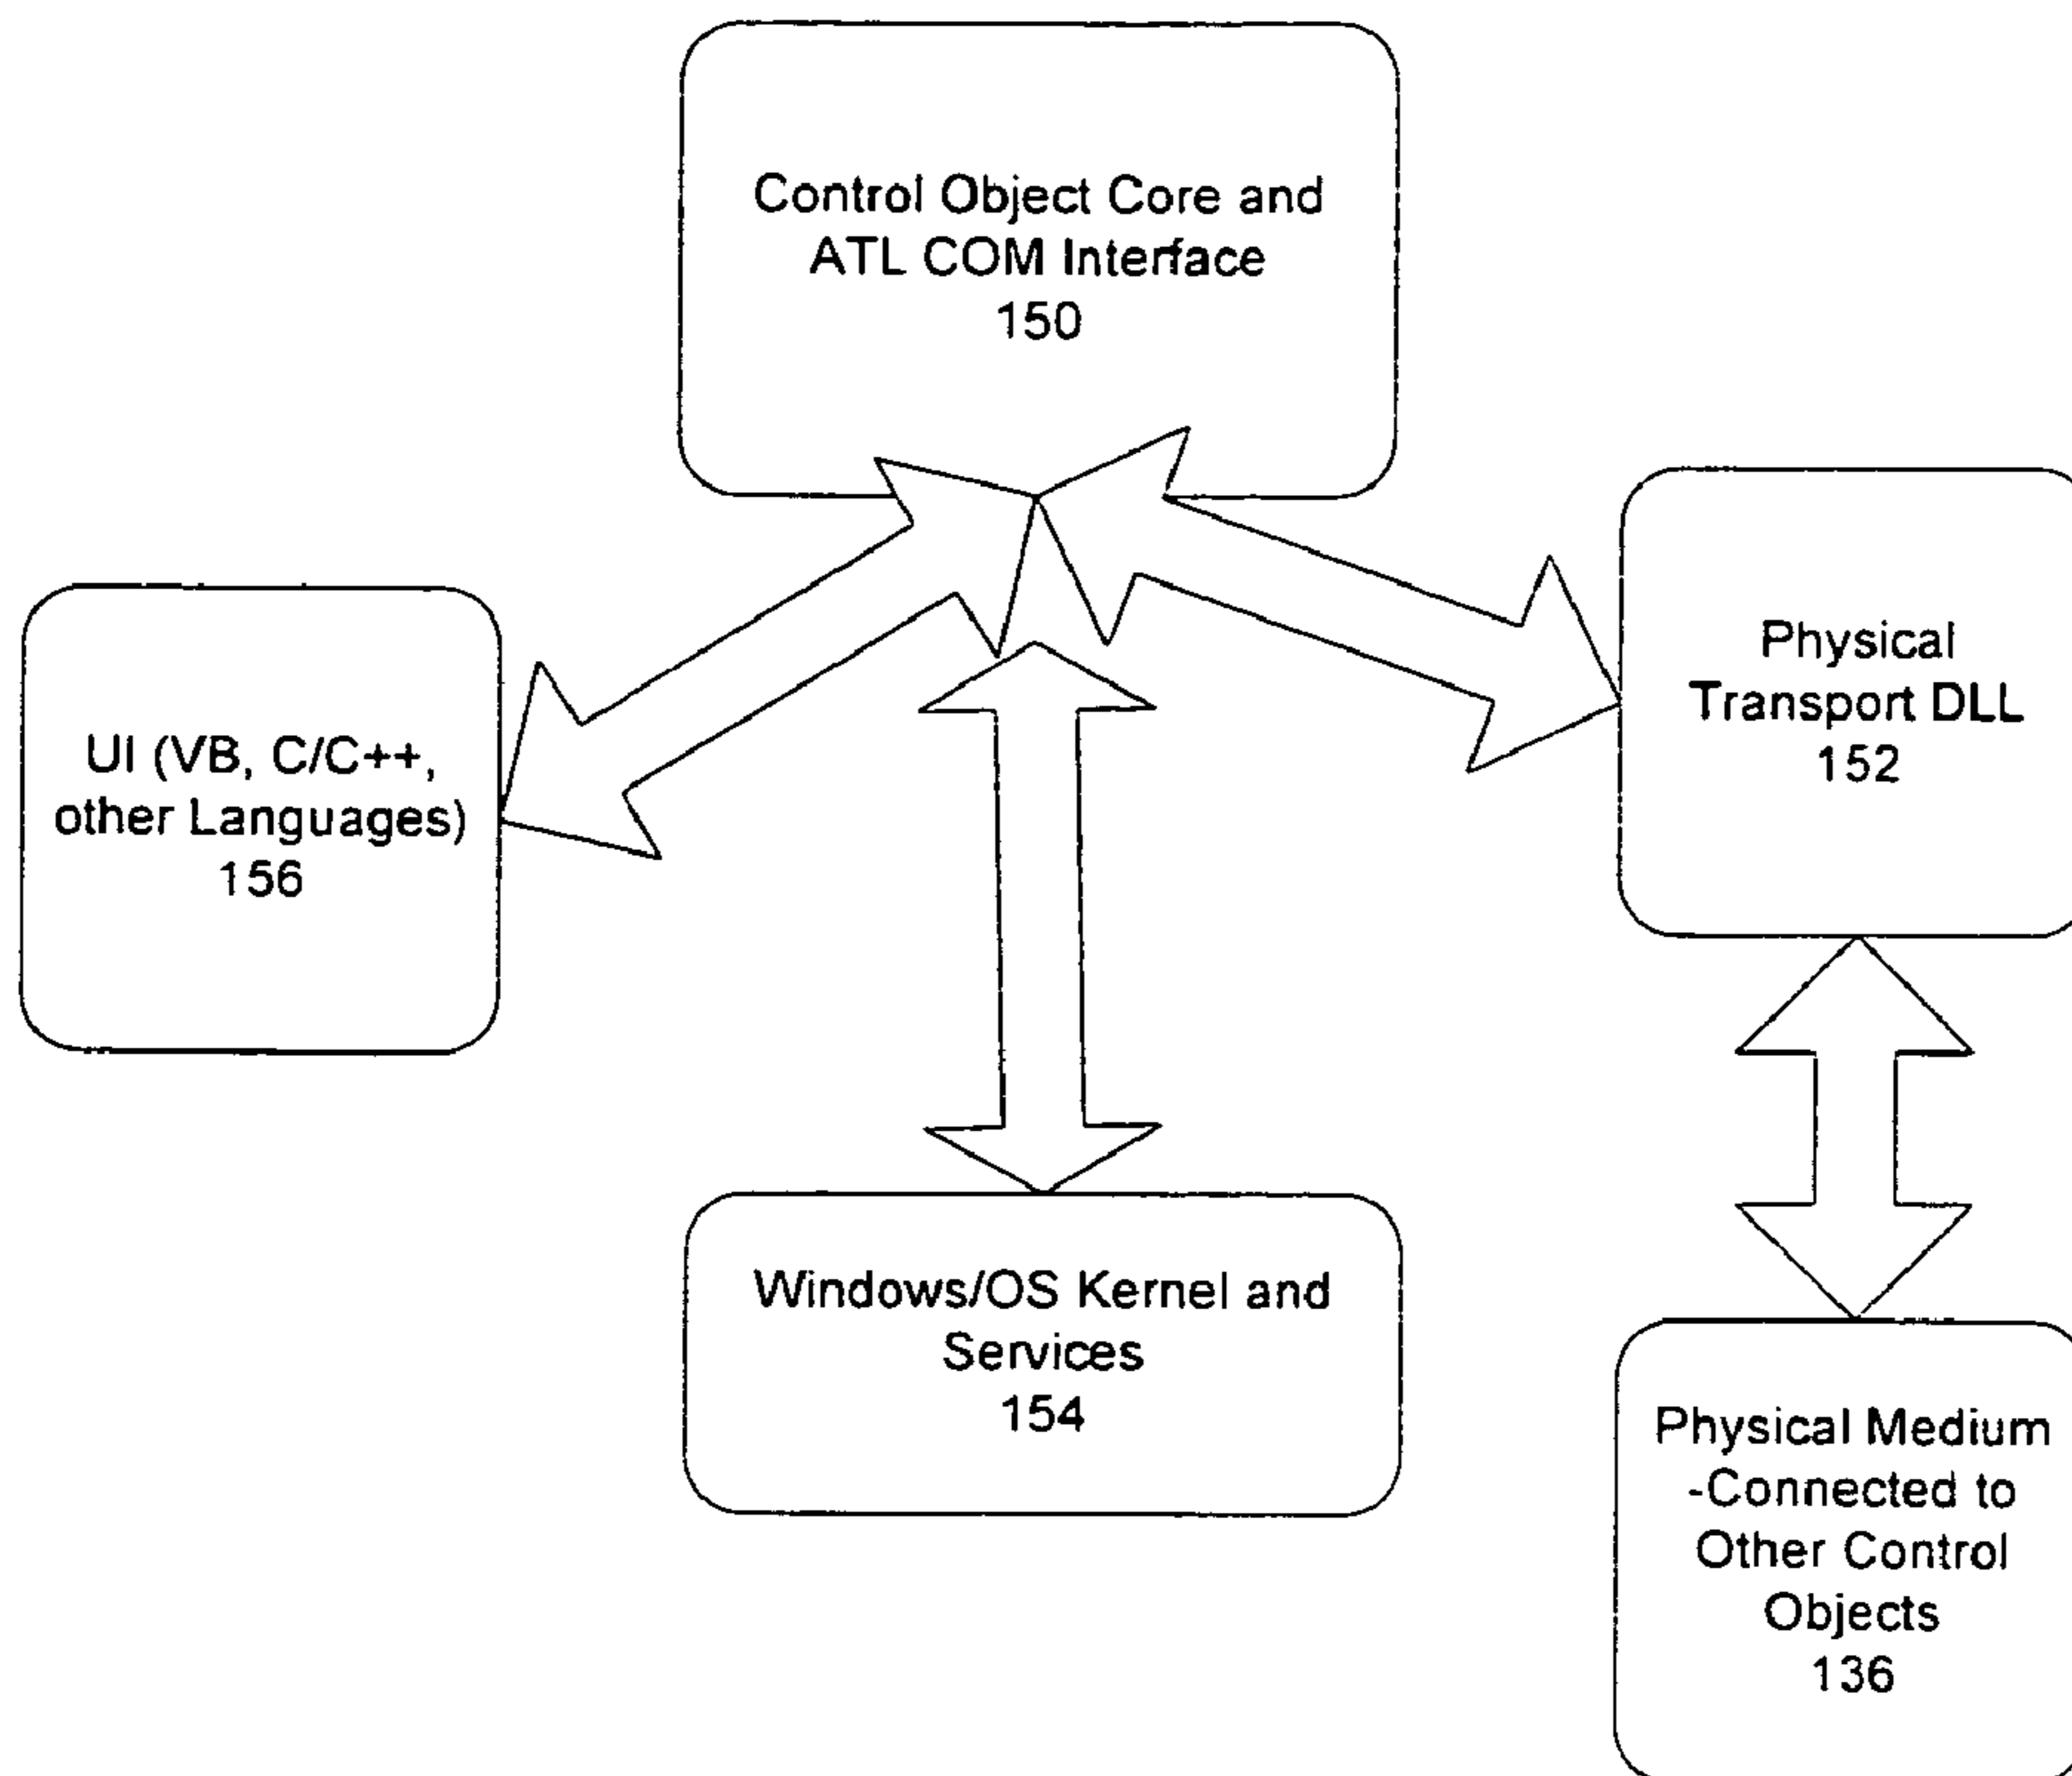 Control Object Core and
ATL COM Interface
150
Physical
Transport DLL
152
UI (VB, C/C++,
other Languages)
156
Windows/OS Kernel and
Services
154
Physical Medium
-Connected to
Other Control
Objects
136